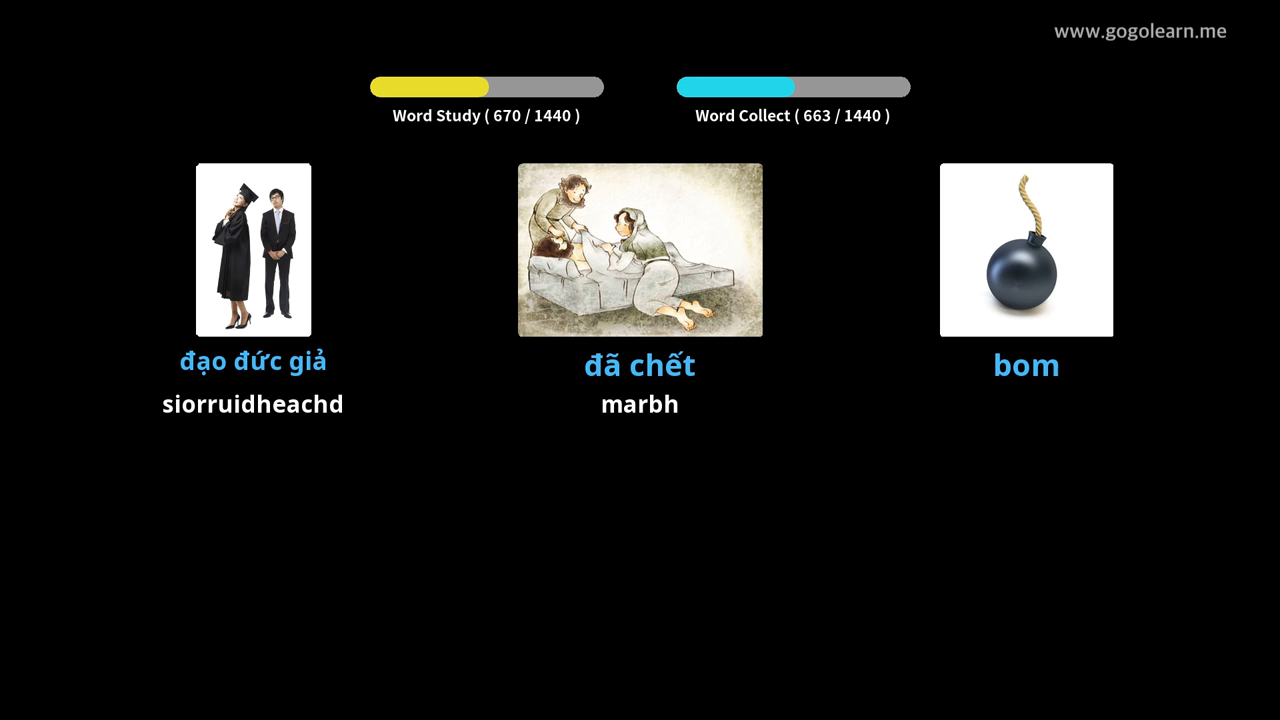 www.gogolearn.me
Word Study ( 670 / 1440 )
Word Collect ( 663 / 1440 )
đạo đức giả
siorruidheachd
đã chết
marbh
bom